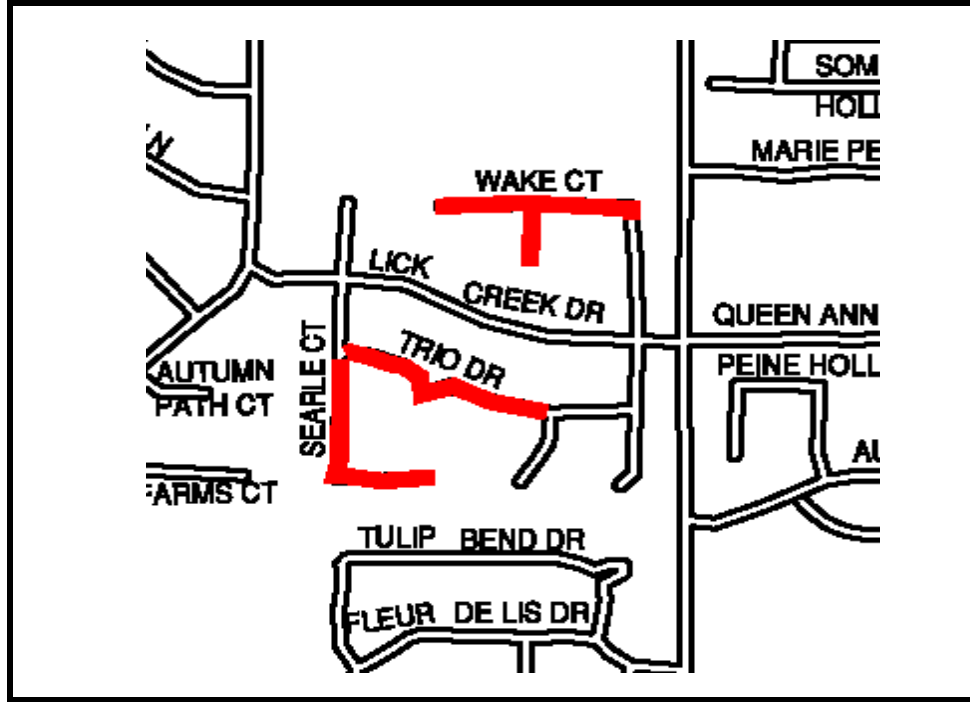 SOM
HOLL
MARIE PE
WAKE CT
LICK
CREEK DR
QUEEN ANN
TRIO DR
PEINE HOLL
SEARLE CT
AUTUMN
PATH CT
AU
FARMS CT
TULIP BEND DR
FLEUR DE LIS DR